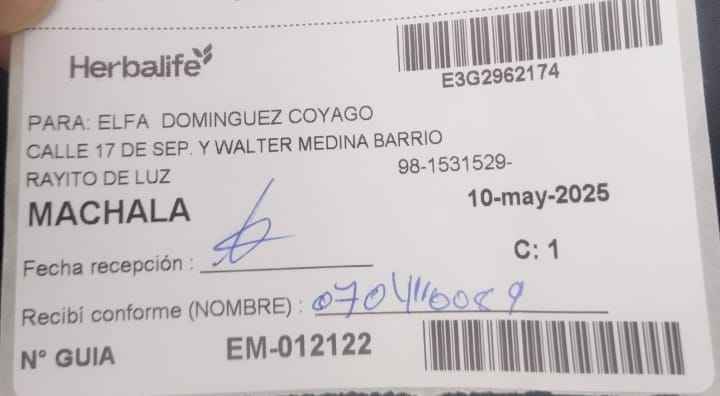 Herbalife
E3G2962174
PARA: ELFA DOMINGUEZ COYAGO
CALLE 17 DE SEP. Y WALTER MEDINA BARRIO
RAYITO DE LUZ
98-1531529-
MACHALA
10-may-2025
Fecha recepción :
C: 1
Recibí conforme (NOMBRE) : 0704110089
N° GUIA EM-012122